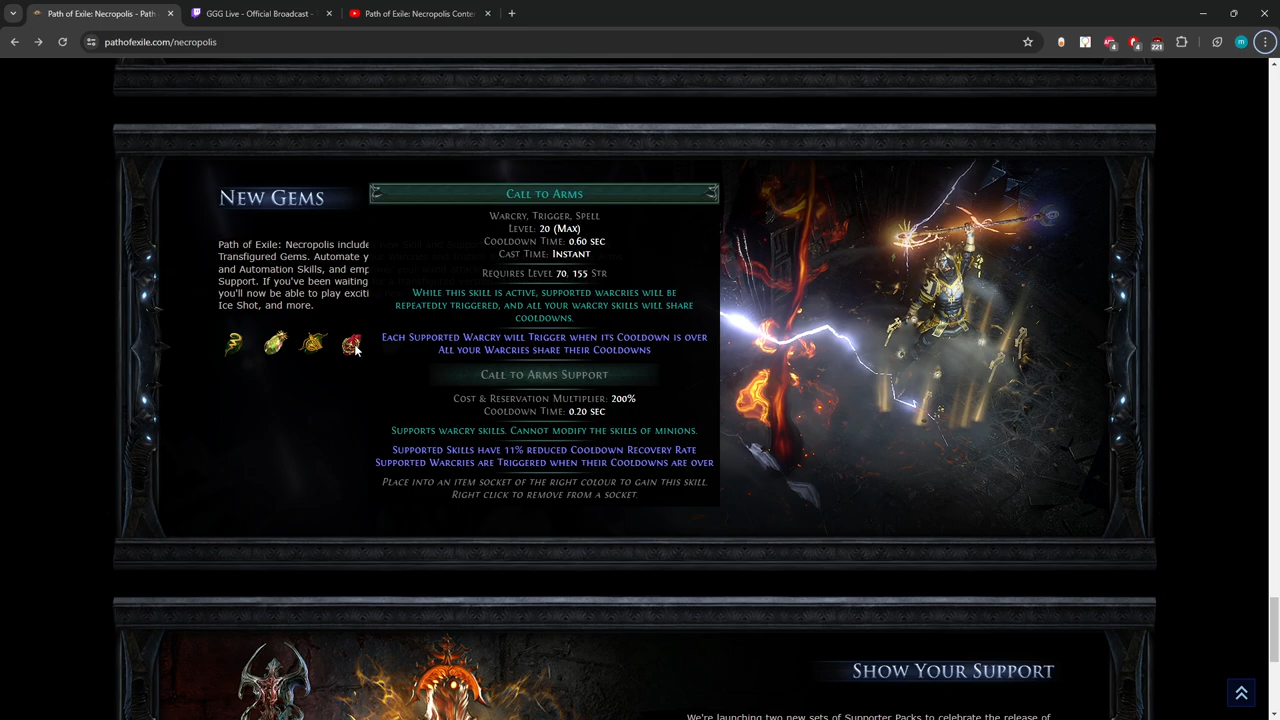 Path of Exile: Necropolis - Path
GGG Live - Official Broadcast -
Path of Exile: Necropolis Conte
pathofexile.com/necropolis
4
4
221
m
New Gems
Path of Exile: Necropolis include
Transfigured Gems. Automate y
and Automation Skills, and emp
Support. If you've been waiting
you'll now be able to play exciti
Ice Shot, and more.
Call to Arms
Warcry, Trigger, Spell
Level: 20 (Max)
Cooldown Time: 0.60 sec
Cast Time: Instant
Requires Level 70, 155 Str
While this skill is active, supported warcries will be
repeatedly triggered, and all your warcry skills will share
cooldowns.
Each Supported Warcry will Trigger when its Cooldown is over
All your Warcries share their Cooldowns
Call to Arms Support
Cost & Reservation Multiplier: 200%
Cooldown Time: 0.20 sec
Supports warcry skills. Cannot modify the skills of minions.
Supported Skills have 11% reduced Cooldown Recovery Rate
Supported Warcries are Triggered when their Cooldowns are over
Place into an item socket of the right colour to gain this skill.
Right click to remove from a socket.
Show Your Support
We're launching two new sets of Supporter Packs to celebrate the release of